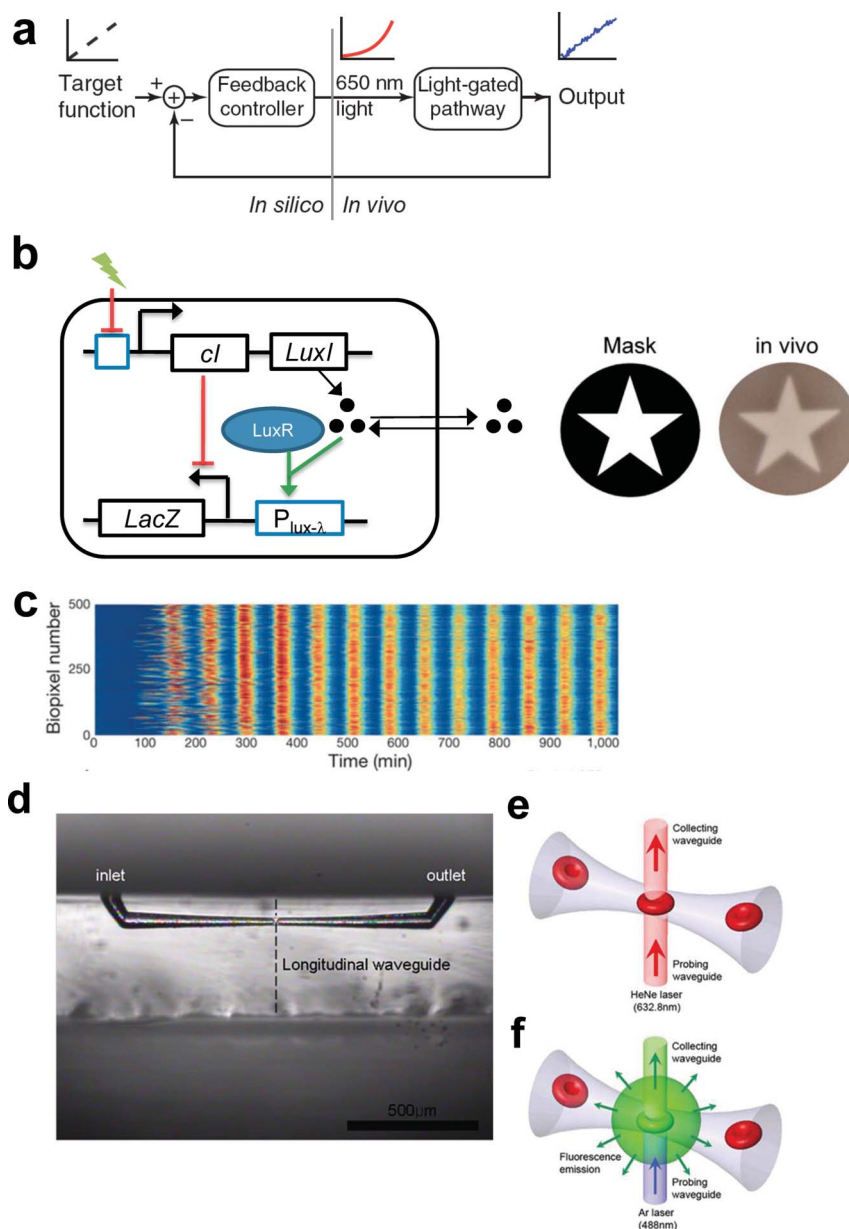 a
Target
function
+
+
−
Feedback
controller
650 nm
light
Light-gated
pathway
Output
In silico
In vivo
b
cI
LuxI
LuxR
LacZ
Plux-λ
Mask
in vivo
c
Biopixel number
500
250
0
0 100 200 300 400 500 600 700 800 900 1,000
Time (min)
d
inlet
outlet
Longitudinal waveguide
500µm
e
Collecting
waveguide
Probing
waveguide
HeNe laser
(632.8nm)
f
Collecting
waveguide
Fluorescence
emission
Probing
waveguide
Ar laser
(488nm)